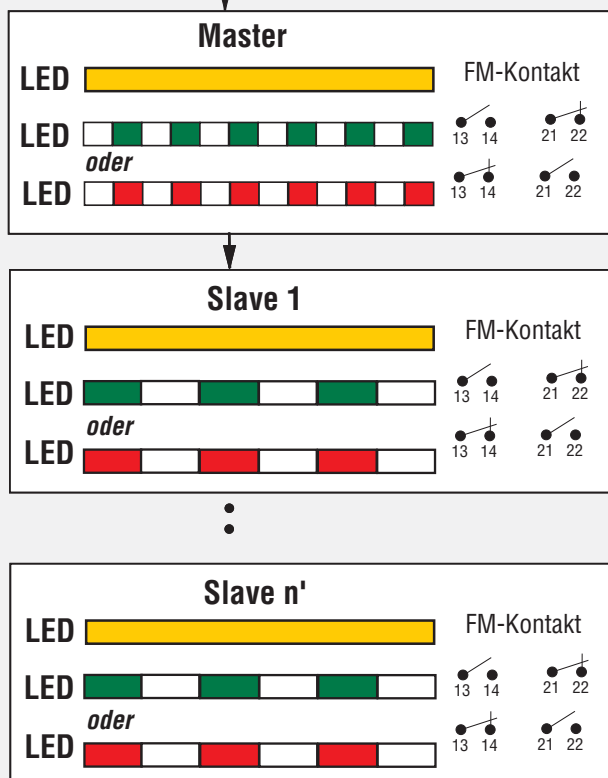 Master
LED FM-Kontakt
LED 13 14 21 22
oder
LED 13 14 21 22
Slave 1
LED FM-Kontakt
LED 13 14 21 22
oder
LED 13 14 21 22
Slave n'
LED FM-Kontakt
LED 13 14 21 22
oder
LED 13 14 21 22